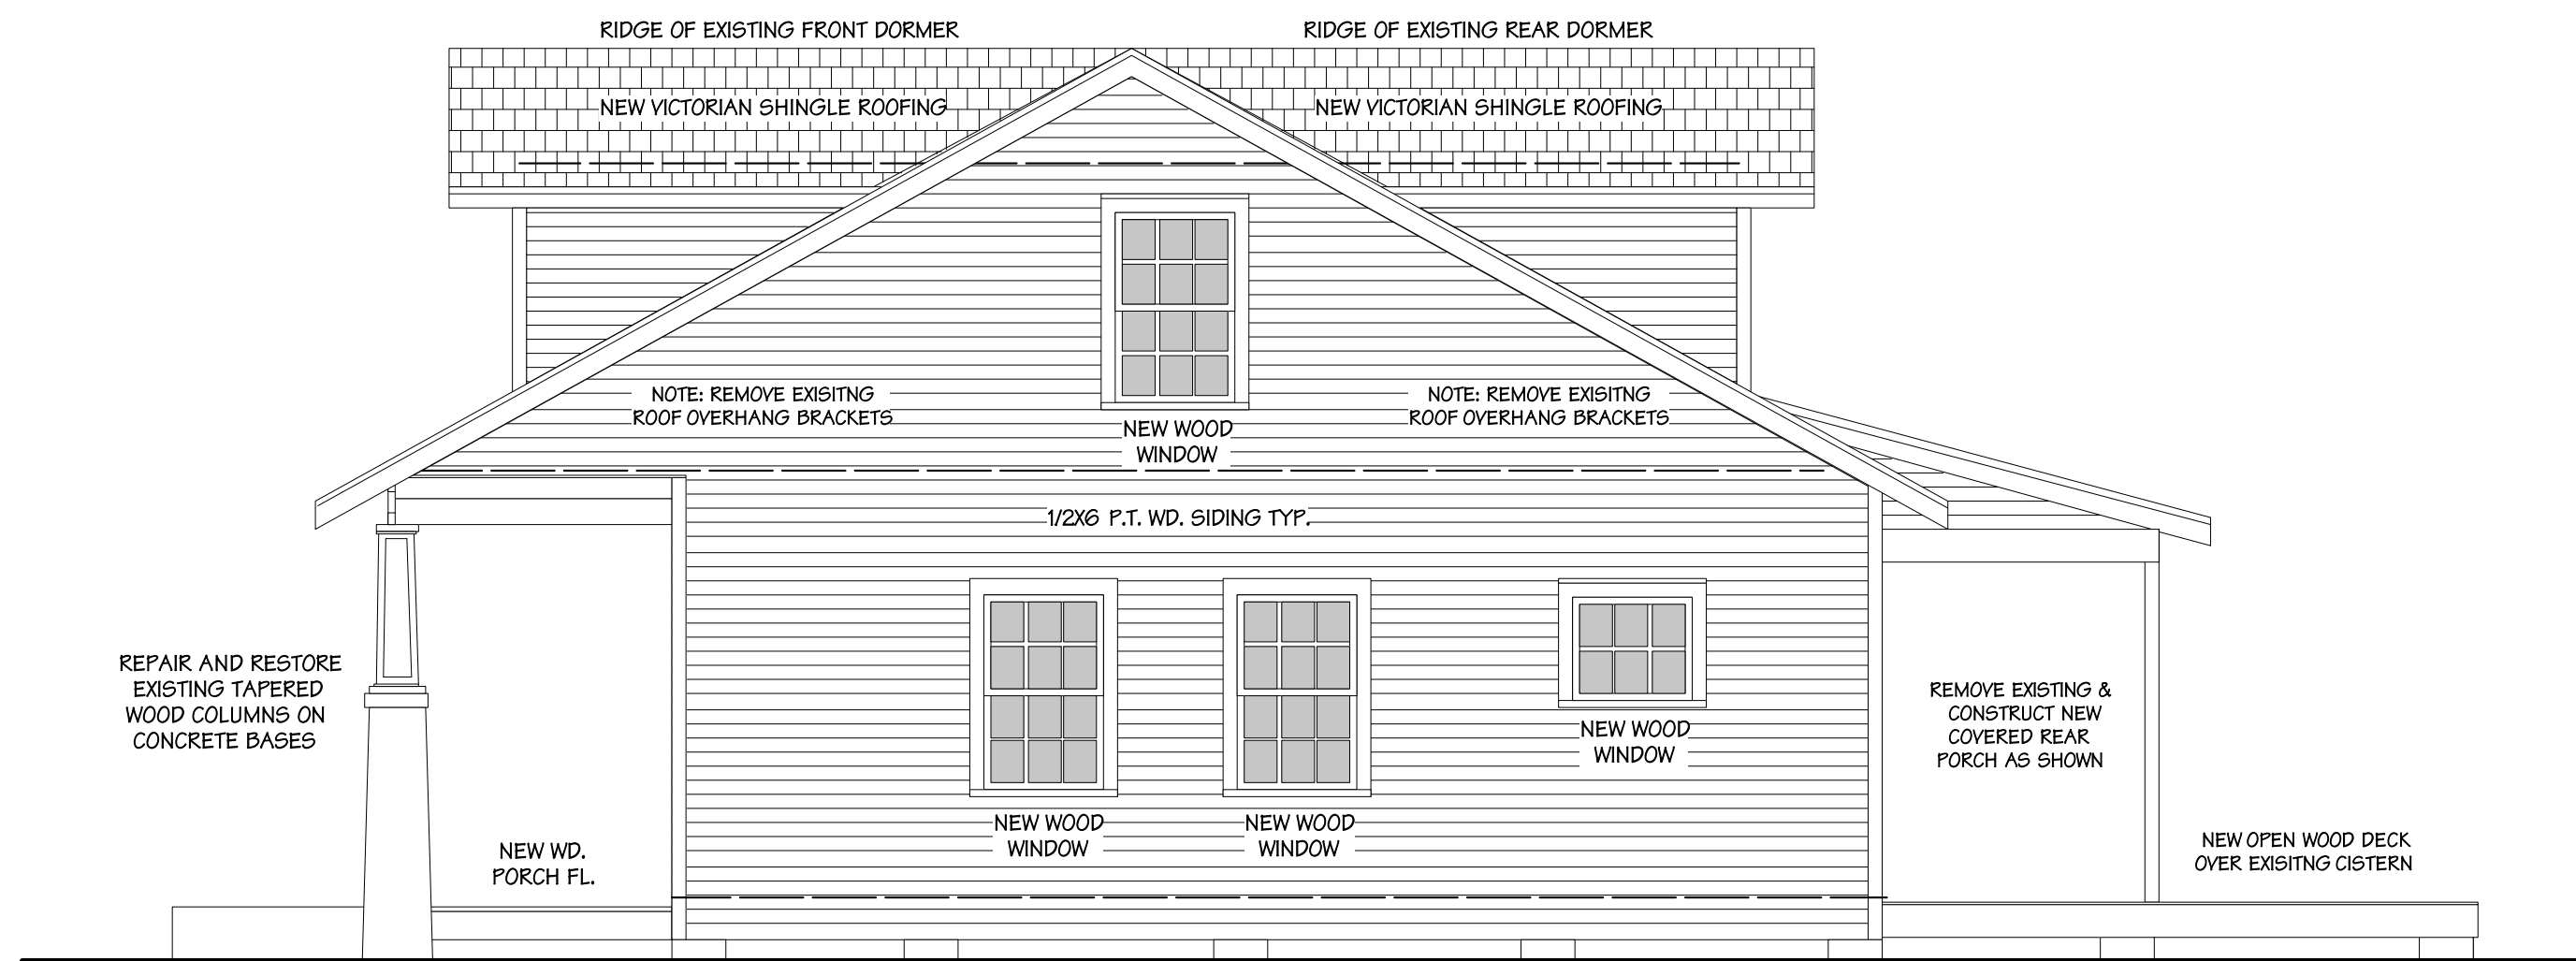 RIDGE OF EXISTING FRONT DORMER
RIDGE OF EXISTING REAR DORMER
NEW VICTORIAN SHINGLE ROOFING
NEW VICTORIAN SHINGLE ROOFING
NOTE: REMOVE EXISITNG
ROOF OVERHANG BRACKETS
NEW WOOD
WINDOW
NOTE: REMOVE EXISITNG
ROOF OVERHANG BRACKETS
1/2X6 P.T. WD. SIDING TYP.
REPAIR AND RESTORE
EXISTING TAPERED
WOOD COLUMNS ON
CONCRETE BASES
NEW WD.
PORCH FL.
NEW WOOD
WINDOW
NEW WOOD
WINDOW
NEW WOOD
WINDOW
REMOVE EXISTING &
CONSTRUCT NEW
COVERED REAR
PORCH AS SHOWN
NEW OPEN WOOD DECK
OVER EXISITNG CISTERN